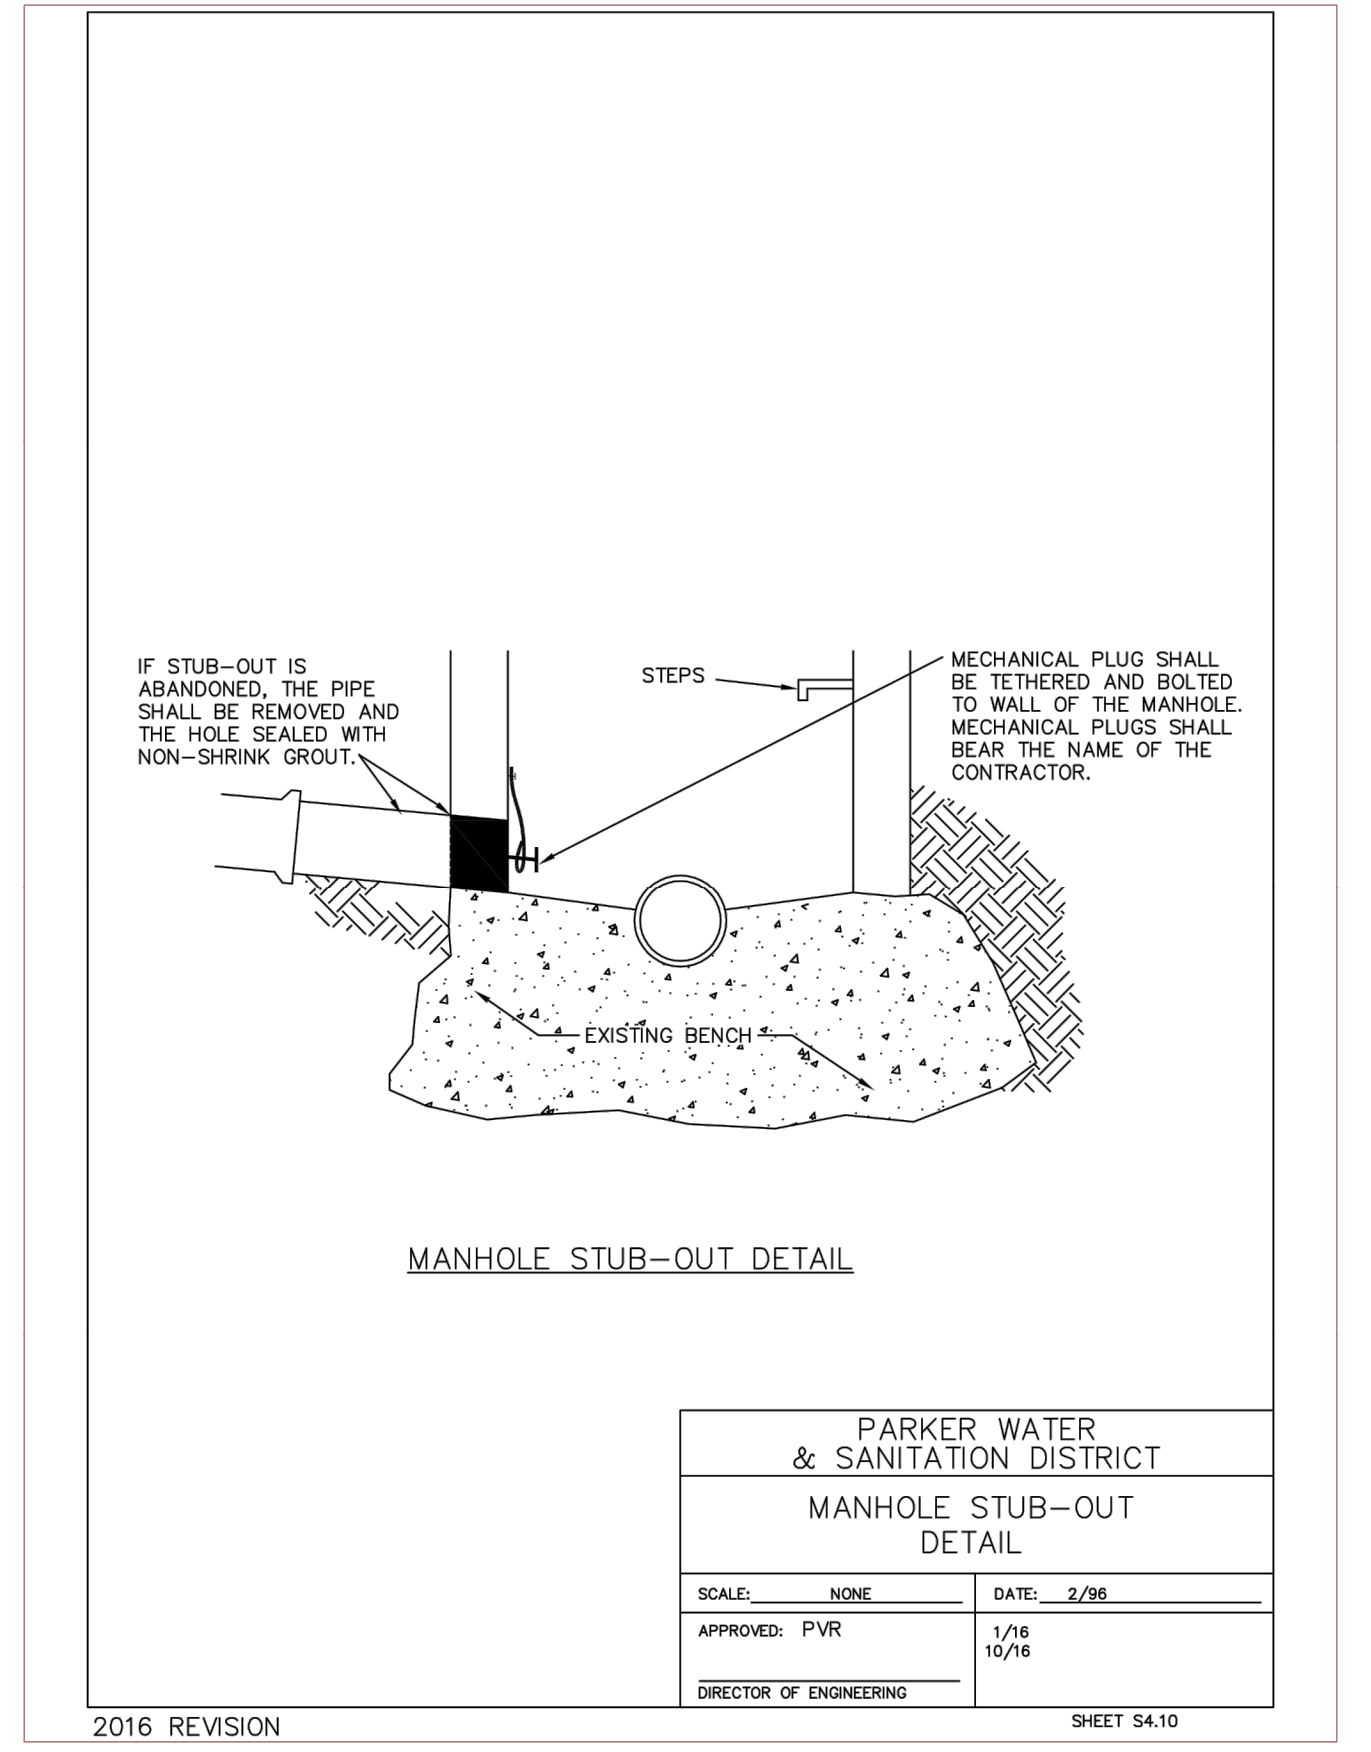 IF STUB-OUT IS
ABANDONED, THE PIPE
SHALL BE REMOVED AND
THE HOLE SEALED WITH
NON-SHRINK GROUT.
STEPS
MECHANICAL PLUG SHALL
BE TETHERED AND BOLTED
TO WALL OF THE MANHOLE.
MECHANICAL PLUGS SHALL
BEAR THE NAME OF THE
CONTRACTOR.
EXISTING BENCH
MANHOLE STUB-OUT DETAIL
PARKER WATER
& SANITATION DISTRICT
MANHOLE STUB-OUT
DETAIL
SCALE: NONE
DATE: 2/96
APPROVED: PVR
1/16
10/16
DIRECTOR OF ENGINEERING
2016 REVISION
SHEET S4.10